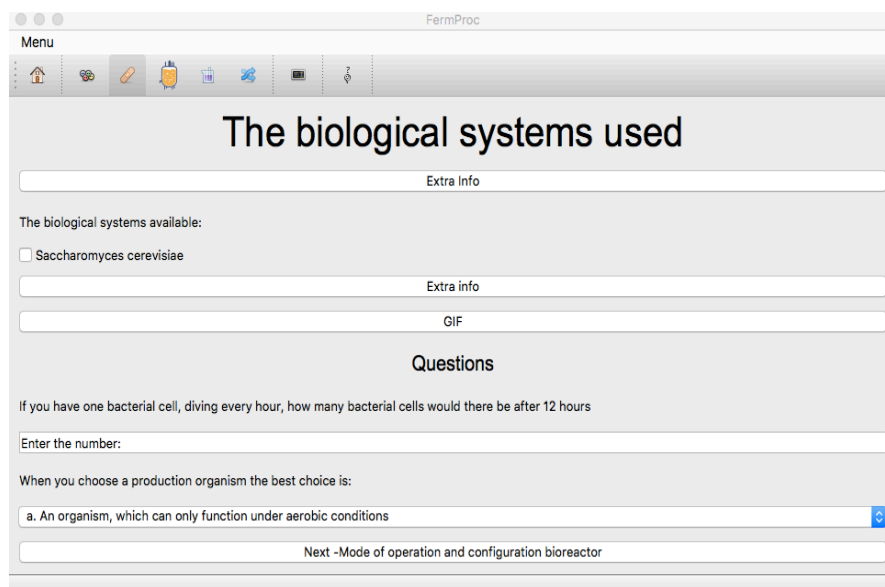 FermProc
Menu
The biological systems used
Extra Info
The biological systems available:
Saccharomyces cerevisiae
Extra info
GIF
Questions
If you have one bacterial cell, diving every hour, how many bacterial cells would there be after 12 hours
Enter the number:
When you choose a production organism the best choice is:
a. An organism, which can only function under aerobic conditions
Next -Mode of operation and configuration bioreactor